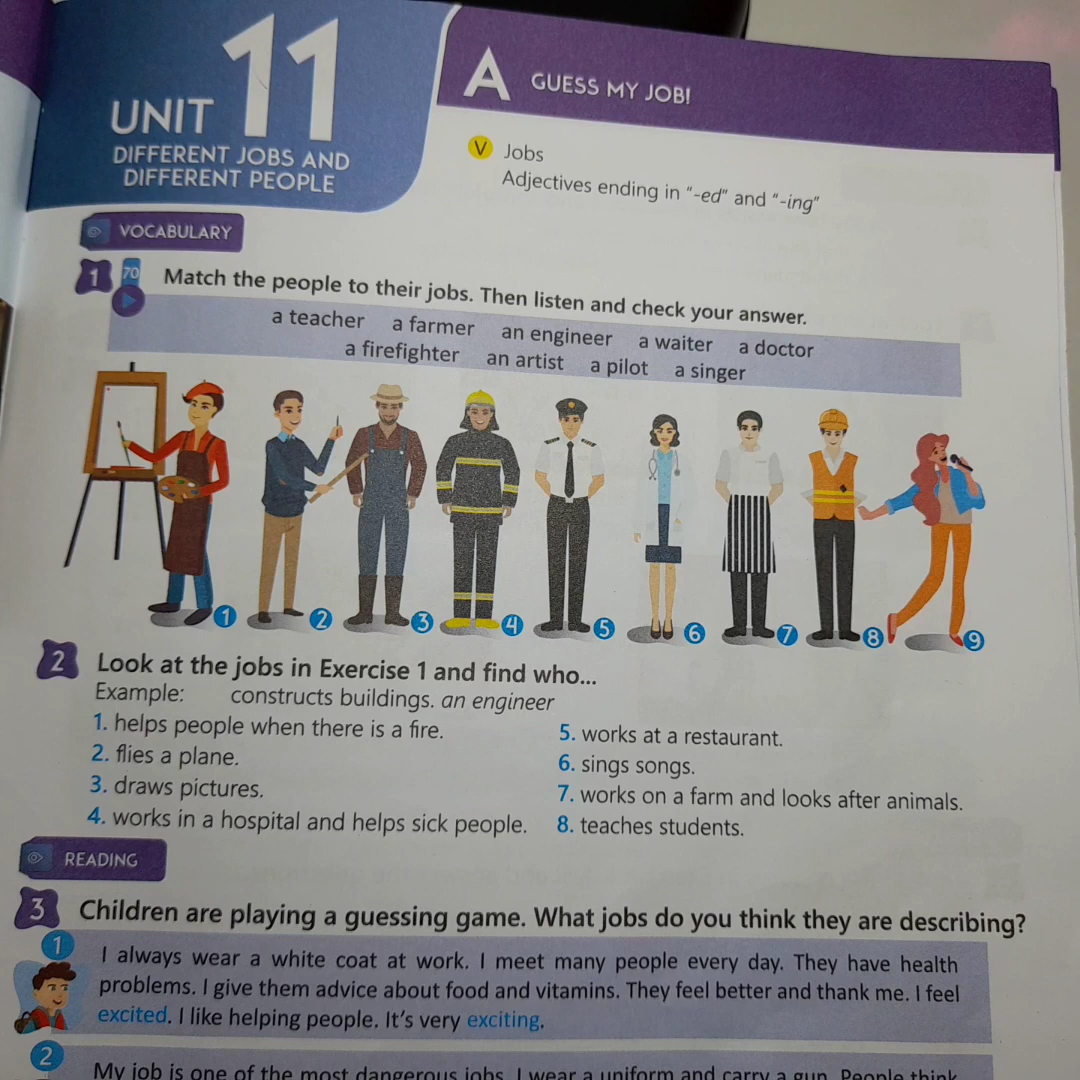 UNIT 11
DIFFERENT JOBS AND
DIFFERENT PEOPLE
A GUESS MY JOB!
V Jobs
Adjectives ending in “-ed” and “-ing”
VOCABULARY
1 70 Match the people to their jobs. Then listen and check your answer.
a teacher a farmer an engineer a waiter a doctor
a firefighter an artist a pilot a singer
1 2 3 4 5 6 7 8 9
2 Look at the jobs in Exercise 1 and find who...
Example: constructs buildings. an engineer
1. helps people when there is a fire.
2. flies a plane.
3. draws pictures.
4. works in a hospital and helps sick people.
5. works at a restaurant.
6. sings songs.
7. works on a farm and looks after animals.
8. teaches students.
READING
3 Children are playing a guessing game. What jobs do you think they are describing?
1
I always wear a white coat at work. I meet many people every day. They have health
problems. I give them advice about food and vitamins. They feel better and thank me. I feel
excited. I like helping people. It’s very exciting.
2
My job is one of the most dangerous jobs. I wear a uniform and carry a gun. People think